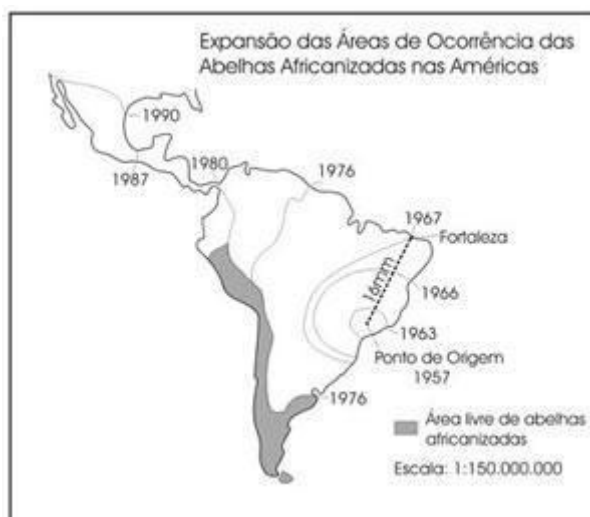 Expansão das Áreas de Ocorrência das
Abelhas Africanizadas nas Américas
1990
1987
1980
1976
1967
Fortaleza
16mm
1966
1963
Ponto de Origem
1957
1976
Área livre de abelhas
africanizadas
Escala: 1:150.000.000